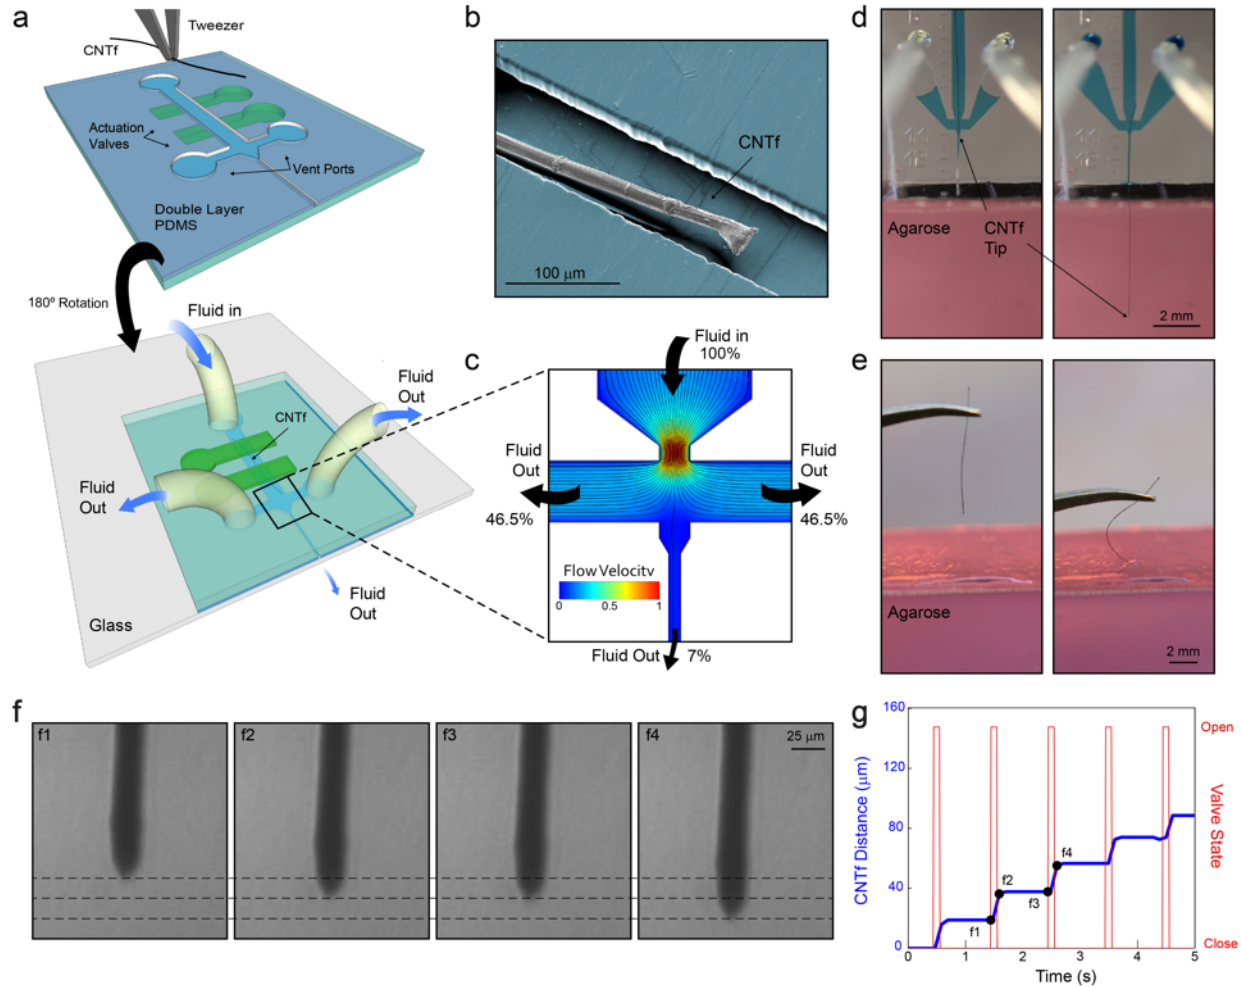 a
Tweezer
CNTf
Actuation
Valves
Vent Ports
Double Layer
PDMS
180º Rotation
Fluid in
Fluid
Out
CNTf
Fluid
Out
Fluid
Out
Glass
b
CNTf
100 μm
c
Fluid in
100%
Fluid
Out
46.5%
Fluid
Out
46.5%
Flow Velocity
0
0.5
1
Fluid Out
7%
d
Agarose
CNTf
Tip
2 mm
e
Agarose
2 mm
f
f1
f2
f3
f4
25 μm
g
160
120
80
40
0
CNTf Distance (μm)
f1
f2
f3
f4
Open
Valve State
Close
0
1
2
3
4
5
Time (s)